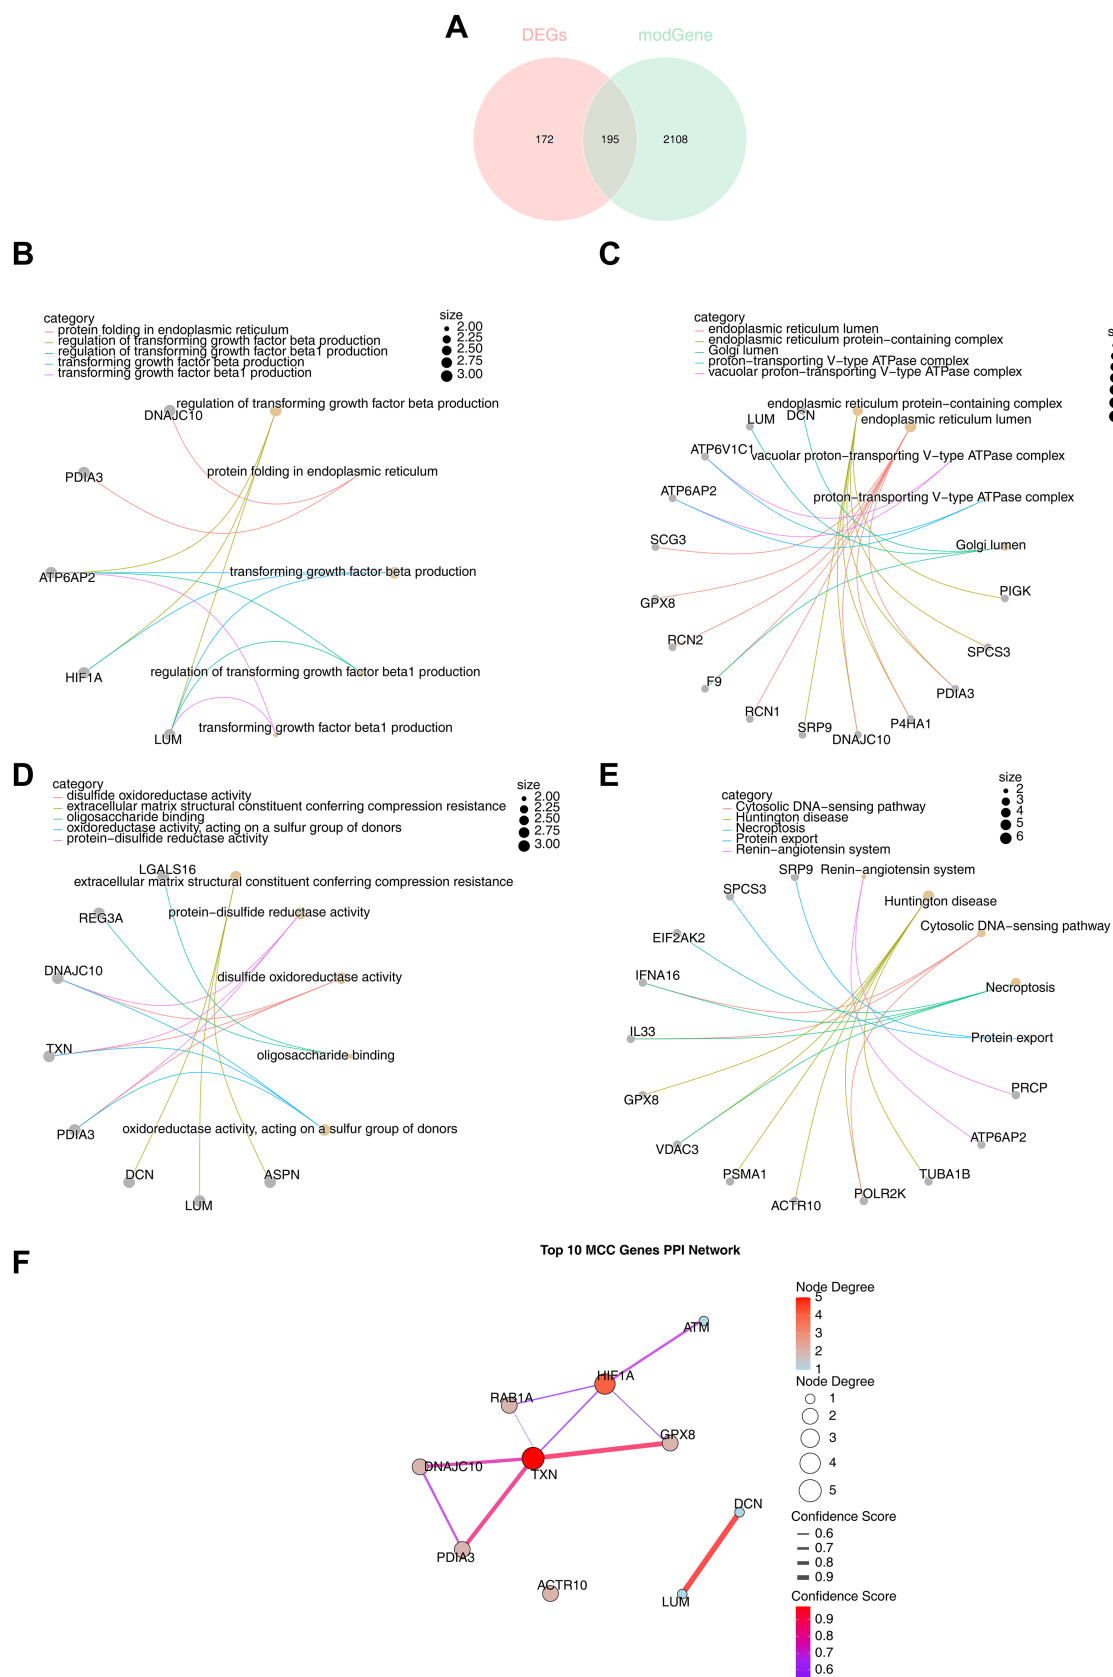 A
DEGs
modGene
172
195
2108
B
category
protein folding in endoplasmic reticulum
regulation of transforming growth factor beta production
regulation of transforming growth factor beta1 production
transforming growth factor beta production
transforming growth factor beta1 production
size
2.00
2.25
2.50
2.75
3.00
DNAJC10
regulation of transforming growth factor beta production
PDIA3
protein folding in endoplasmic reticulum
ATP6AP2
transforming growth factor beta production
HIF1A
regulation of transforming growth factor beta1 production
LUM
transforming growth factor beta1 production
C
category
endoplasmic reticulum lumen
endoplasmic reticulum protein−containing complex
Golgi lumen
proton−transporting V−type ATPase complex
vacuolar proton−transporting V−type ATPase complex
s
LUM
DCN
endoplasmic reticulum protein−containing complex
endoplasmic reticulum lumen
ATP6V1C1
vacuolar proton−transporting V−type ATPase complex
ATP6AP2
proton−transporting V−type ATPase complex
SCG3
Golgi lumen
GPX8
PIGK
RCN2
SPCS3
F9
PDIA3
RCN1
P4HA1
SRP9
DNAJC10
D
category
disulfide oxidoreductase activity
extracellular matrix structural constituent conferring compression resistance
oligosaccharide binding
oxidoreductase activity, acting on a sulfur group of donors
protein−disulfide reductase activity
size
2.00
2.25
2.50
2.75
3.00
LGALS16
extracellular matrix structural constituent conferring compression resistance
REG3A
protein−disulfide reductase activity
DNAJC10
disulfide oxidoreductase activity
TXN
oligosaccharide binding
PDIA3
oxidoreductase activity, acting on a sulfur group of donors
DCN
ASPN
LUM
E
category
Cytosolic DNA−sensing pathway
Huntington disease
Necroptosis
Protein export
Renin−angiotensin system
size
2
3
4
5
6
SRP9
Renin−angiotensin system
SPCS3
Huntington disease
EIF2AK2
Cytosolic DNA−sensing pathway
IFNA16
Necroptosis
IL33
Protein export
GPX8
PRCP
VDAC3
ATP6AP2
PSMA1
TUBA1B
ACTR10
POLR2K
F
Top 10 MCC Genes PPI Network
ATM
HIF1A
RAB1A
GPX8
DNAJC10
TXN
DCN
PDIA3
ACTR10
LUM
Node Degree
5
4
3
2
1
Node Degree
1
2
3
4
5
Confidence Score
0.6
0.7
0.8
0.9
Confidence Score
0.9
0.8
0.7
0.6